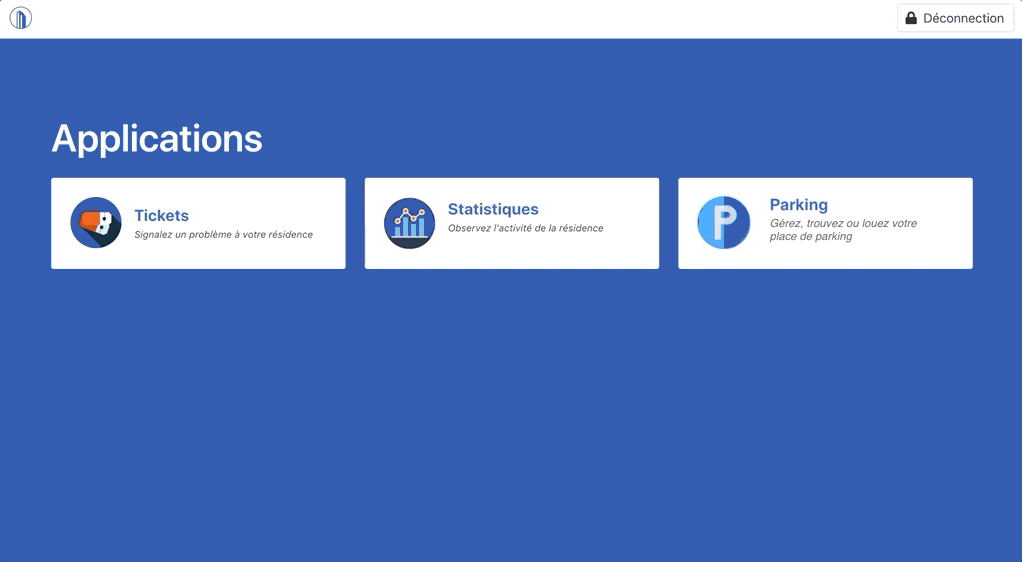 Déconnection
Applications
Tickets
Signalez un problème à votre résidence
Statistiques
Observez l'activité de la résidence
Parking
Gérez, trouvez ou louez votre
place de parking